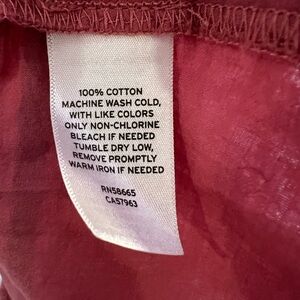 100% COTTON
MACHINE WASH COLD,
WITH LIKE COLORS
ONLY NON-CHLORINE
BLEACH IF NEEDED
TUMBLE DRY LOW,
REMOVE PROMPTLY
WARM IRON IF NEEDED
RN58665
CA57963